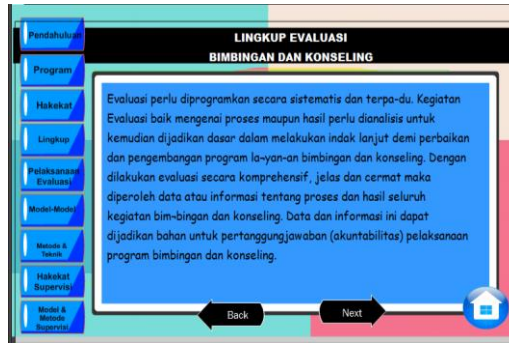 LINGKUP EVALUASI
BIMBINGAN DAN KONSELING
Pendahuluan
Program
Hakekat
Lingkup
Pelaksanaan
Evaluasi
Model-Model
Metode &
Teknik
Hakekat
Supervisi
Model &
Metode
Supervisi
Evaluasi perlu diprogramkan secara sistematis dan terpa-du. Kegiatan
Evaluasi baik mengenai proses maupun hasil perlu dianalisis untuk
kemudian dijadikan dasar dalam melakukan indak lanjut demi perbaikan
dan pengembangan program la¬yan-an bimbingan dan konseling. Dengan
dilakukan evaluasi secara komprehensif, jelas dan cermat maka
diperoleh data atau informasi tentang proses dan hasil seluruh
kegiatan bim¬bingan dan konseling. Data dan informasi ini dapat
dijadikan bahan untuk pertanggungjawaban (akuntabilitas) pelaksanaan
program bimbingan dan konseling.
Back
Next